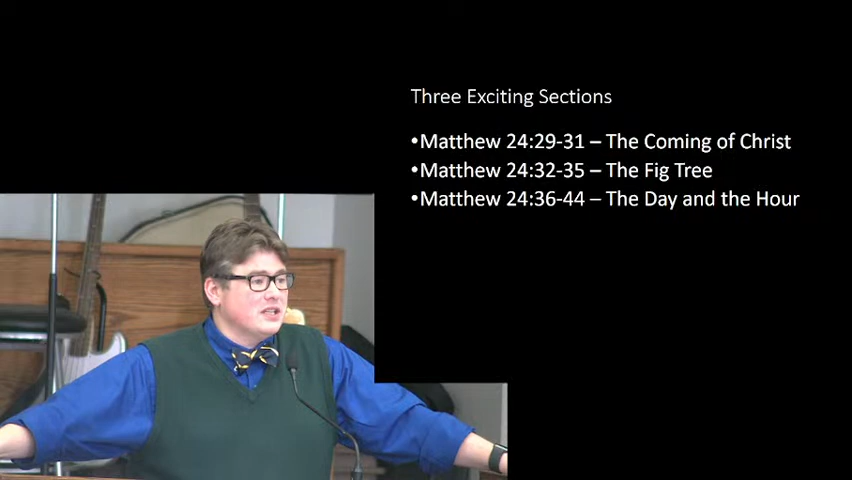 Three Exciting Sections
•Matthew 24:29-31 – The Coming of Christ
•Matthew 24:32-35 – The Fig Tree
•Matthew 24:36-44 – The Day and the Hour